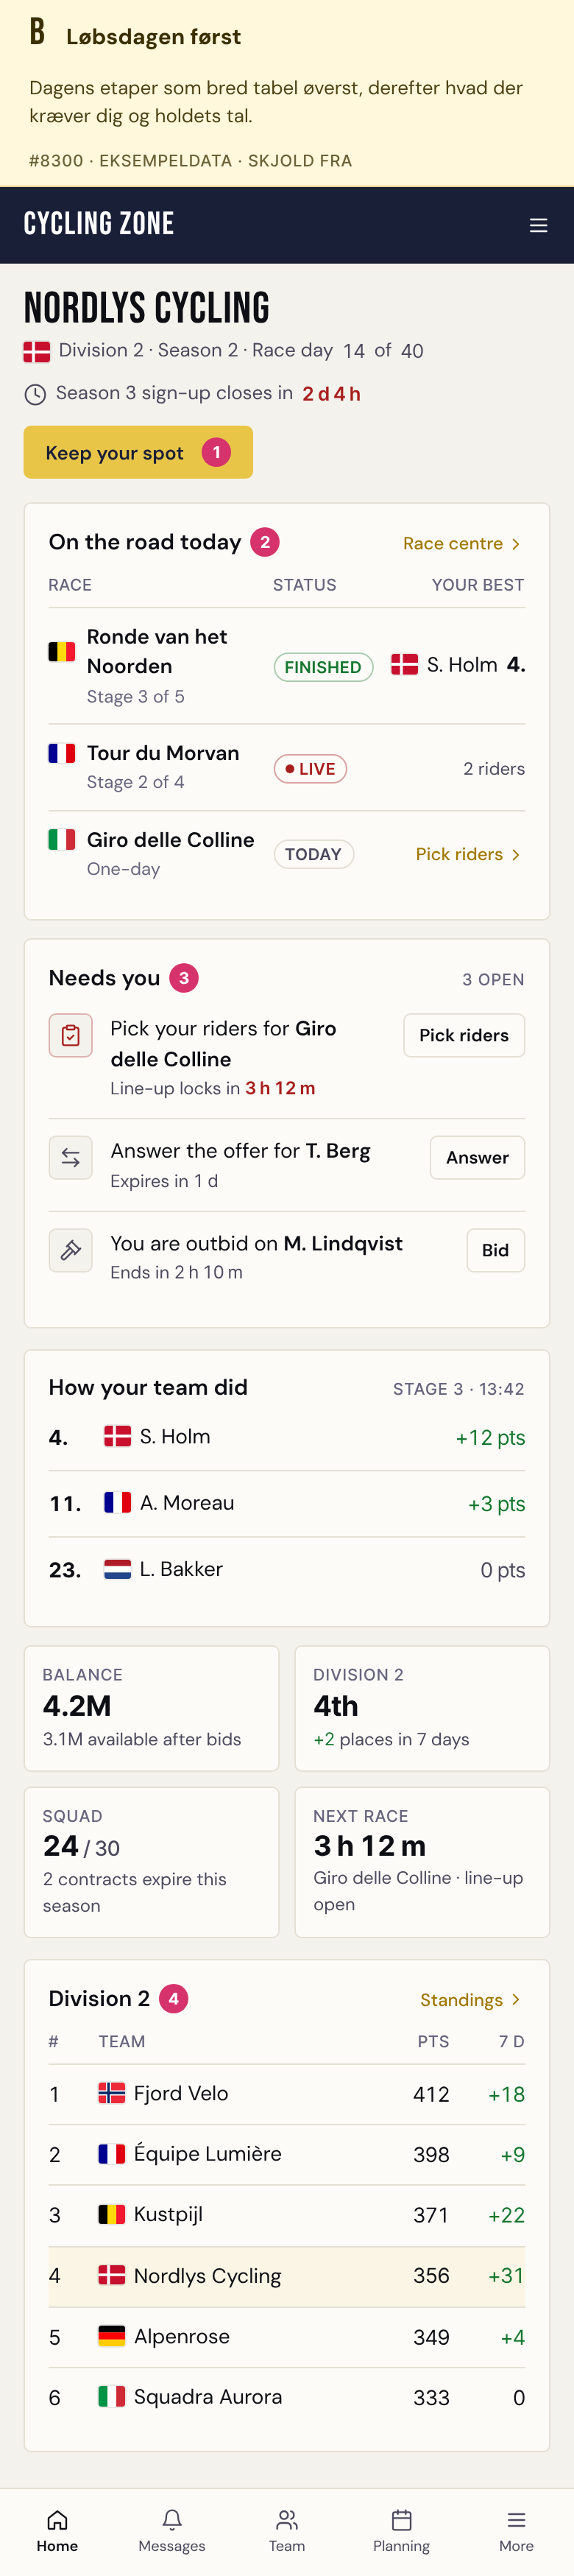 B Løbsdagen først
Dagens etaper som bred tabel øverst, derefter hvad der
kræver dig og holdets tal.
#8300 · EKSEMPELDATA · SKJOLD FRA
CYCLING ZONE
NORDLYS CYCLING
Division 2 · Season 2 · Race day 14 of 40
Season 3 sign-up closes in 2 d 4 h
Keep your spot 1
On the road today 2 Race centre
RACE STATUS YOUR BEST
Ronde van het
Noorden
Stage 3 of 5
FINISHED S. Holm 4.
Tour du Morvan
Stage 2 of 4
LIVE 2 riders
Giro delle Colline
One-day
TODAY Pick riders
Needs you 3 3 OPEN
Pick your riders for Giro
delle Colline
Line-up locks in 3 h 12 m
Pick riders
Answer the offer for T. Berg
Expires in 1 d
Answer
You are outbid on M. Lindqvist
Ends in 2 h 10 m
Bid
How your team did STAGE 3 · 13:42
4. S. Holm +12 pts
11. A. Moreau +3 pts
23. L. Bakker 0 pts
BALANCE
4.2M
3.1M available after bids
DIVISION 2
4th
+2 places in 7 days
SQUAD
24 / 30
2 contracts expire this
season
NEXT RACE
3 h 12 m
Giro delle Colline · line-up
open
Division 2 4 Standings
# TEAM PTS 7 D
1 Fjord Velo 412 +18
2 Équipe Lumière 398 +9
3 Kustpijl 371 +22
4 Nordlys Cycling 356 +31
5 Alpenrose 349 +4
6 Squadra Aurora 333 0
Home Messages Team Planning More